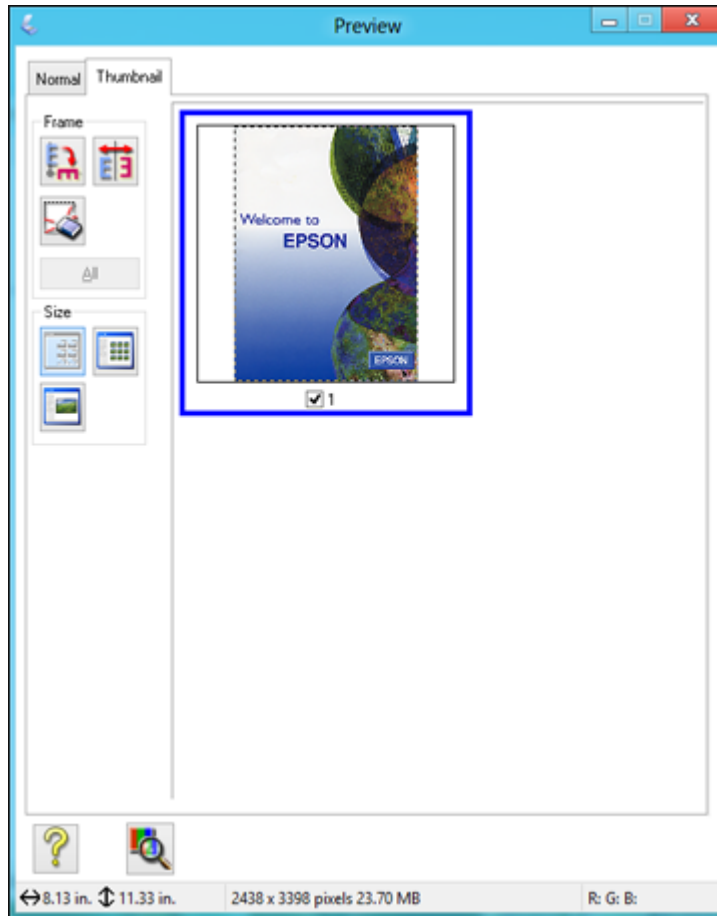 Preview
Normal
Thumbnail
Frame
All
Size
Welcome to
EPSON
EPSON
1
8.13 in.
11.33 in.
2438 x 3398 pixels 23.70 MB
R: G: B: